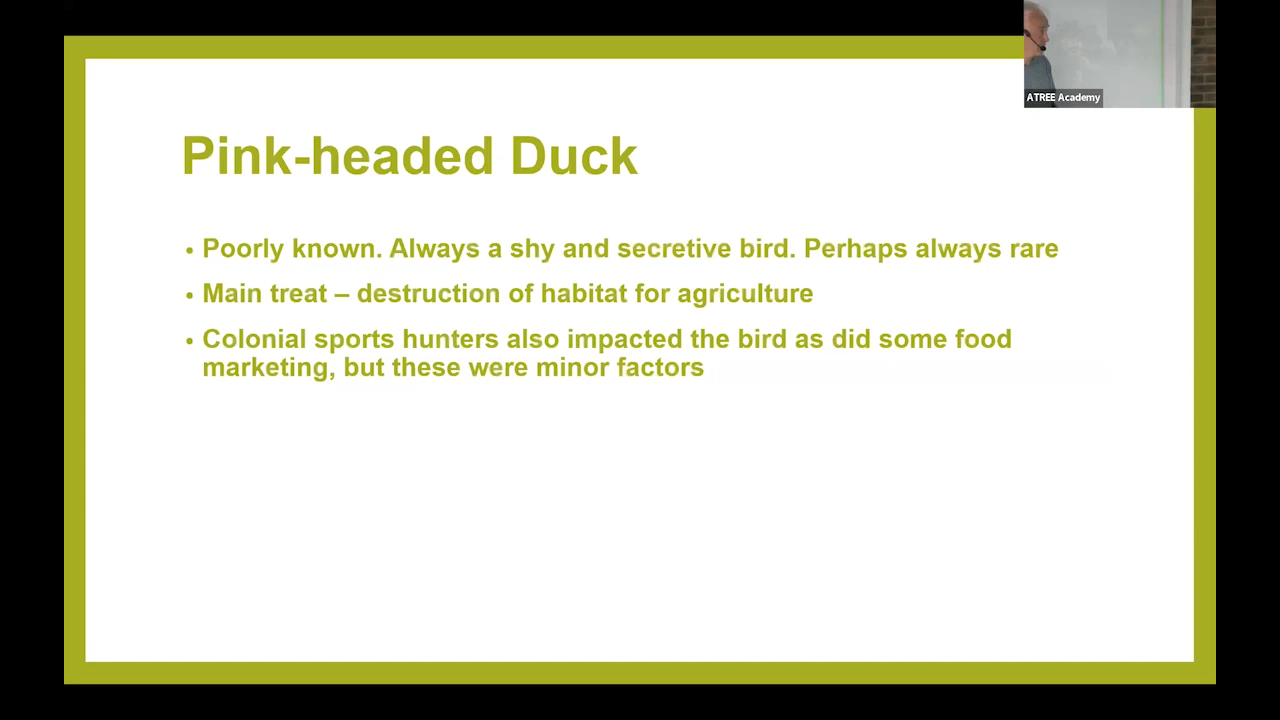 ATREE Academy
Pink-headed Duck
• Poorly known. Always a shy and secretive bird. Perhaps always rare
• Main treat – destruction of habitat for agriculture
• Colonial sports hunters also impacted the bird as did some food
marketing, but these were minor factors